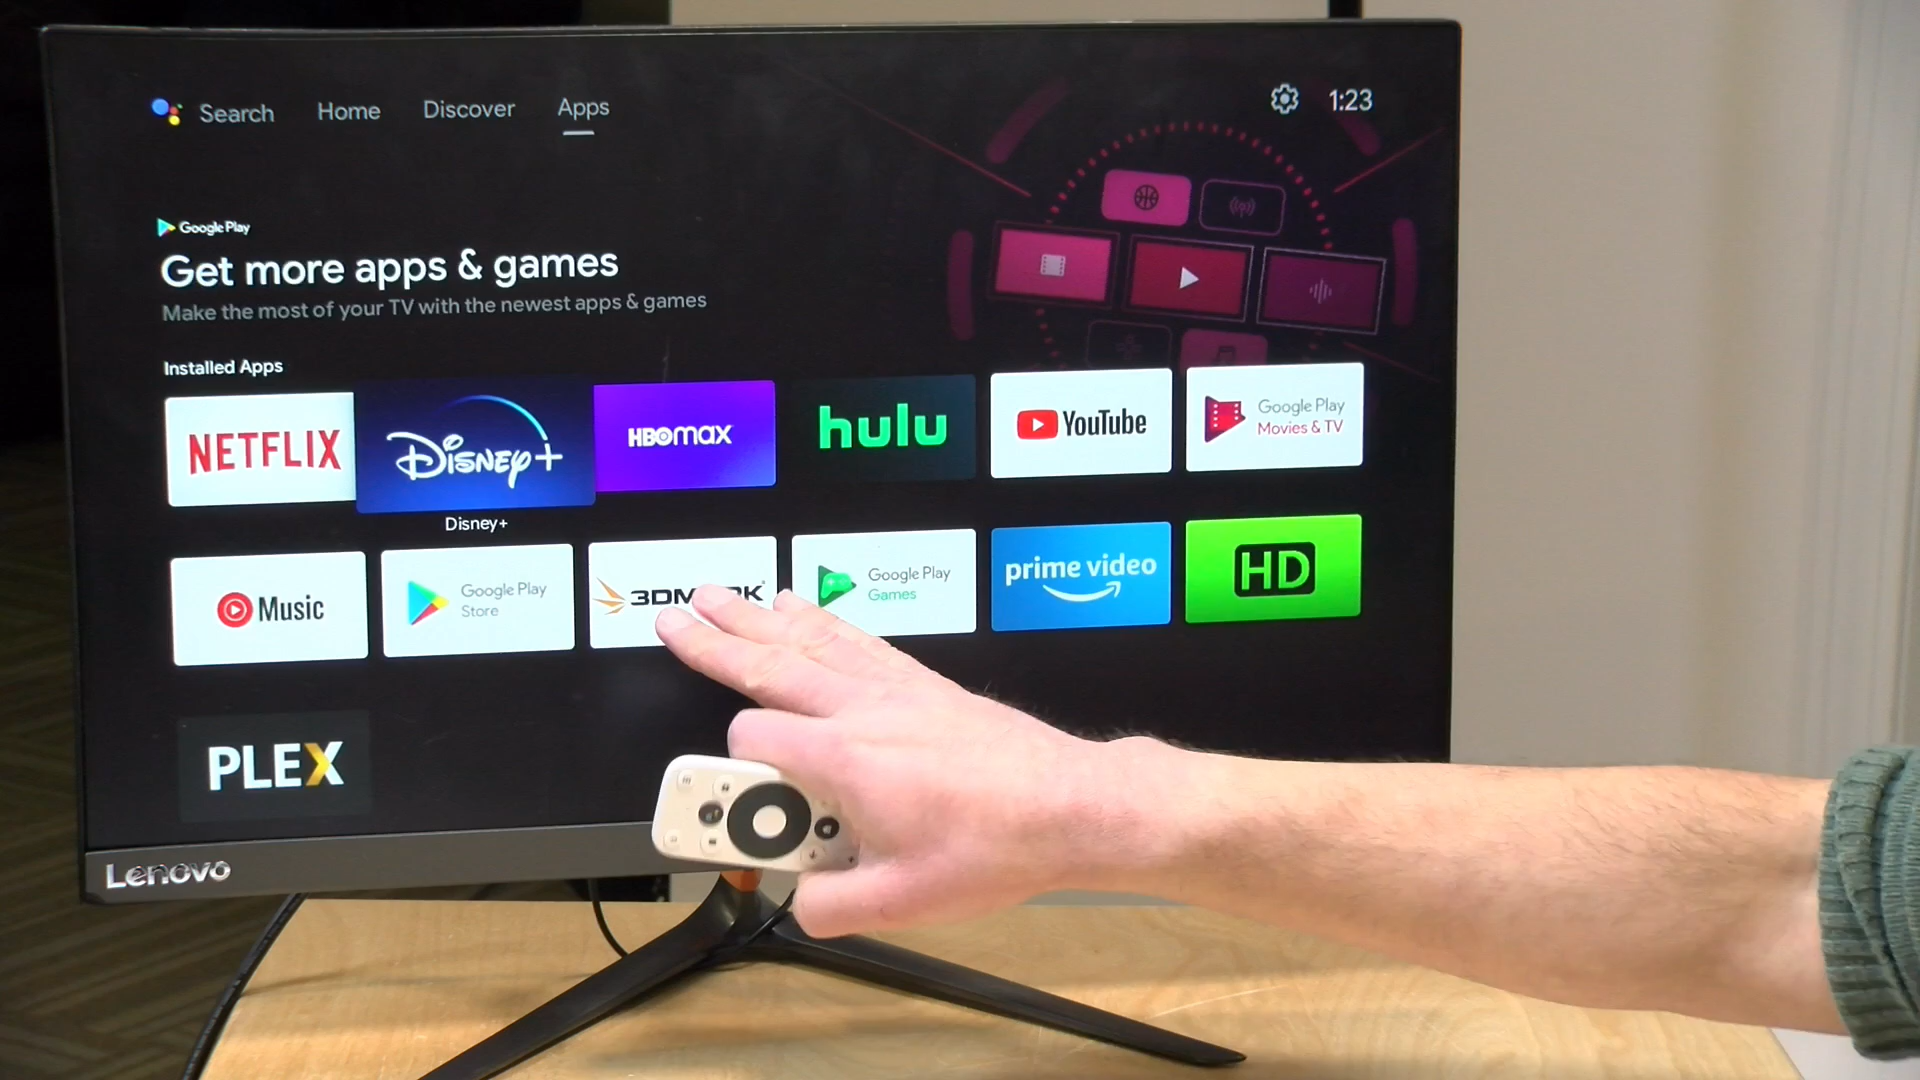 Search Home Discover Apps 1:23
Google Play
Get more apps & games
Make the most of your TV with the newest apps & games
Installed Apps
NETFLIX
Disney+
HBOmax
hulu
YouTube
Google Play
Movies & TV
Disney+
Music
Google Play
Store
Google Play
Games
prime video
HD
PLEX
Lenovo